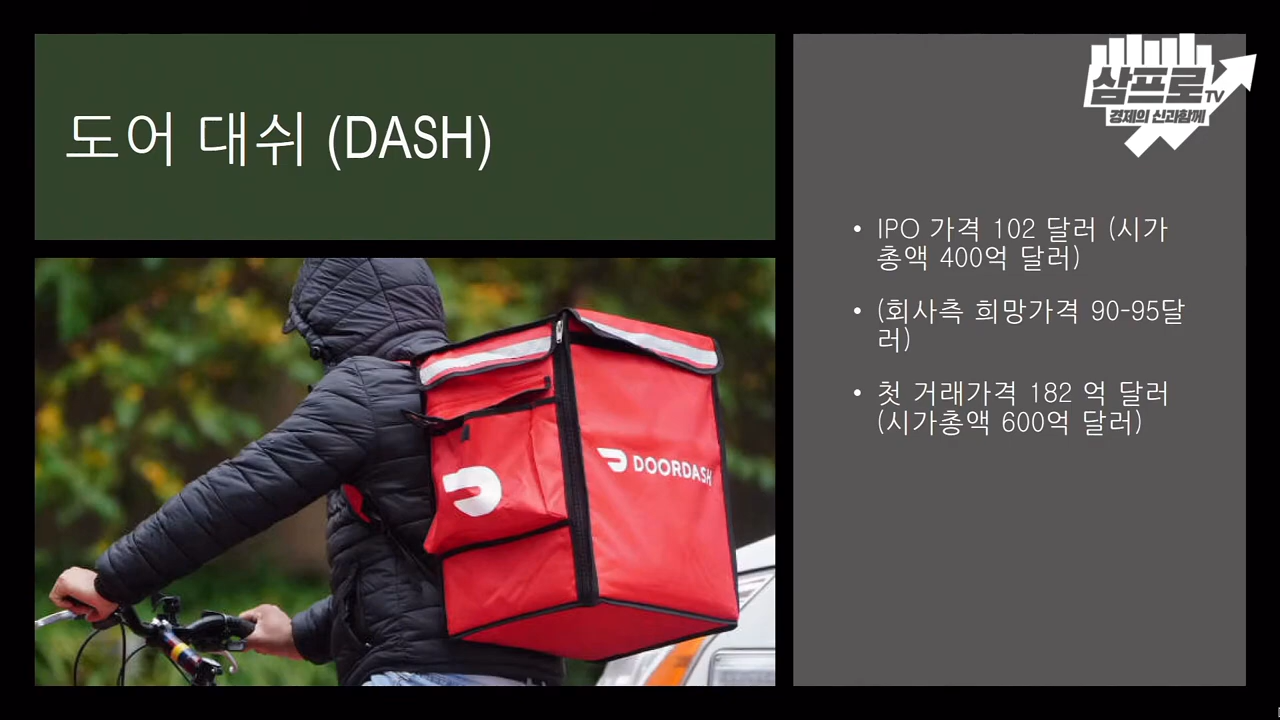 도어 대쉬 (DASH)
삼프로TV
경제의 신과함께
• IPO 가격 102 달러 (시가
총액 400억 달러)
• (회사측 희망가격 90-95달
러)
• 첫 거래가격 182 억 달러
(시가총액 600억 달러)
DOORDASH